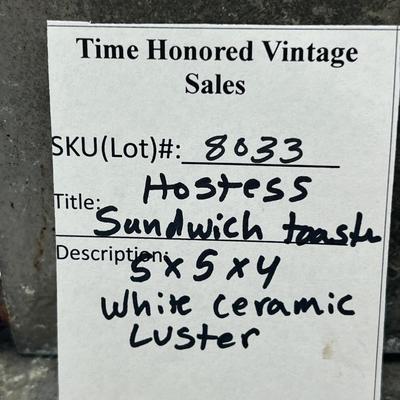 Time Honored Vintage
Sales
SKU(Lot)#: 8033
Title: Hostess
Sandwich toaste
Description: 5x5x4
White ceramic
Luster